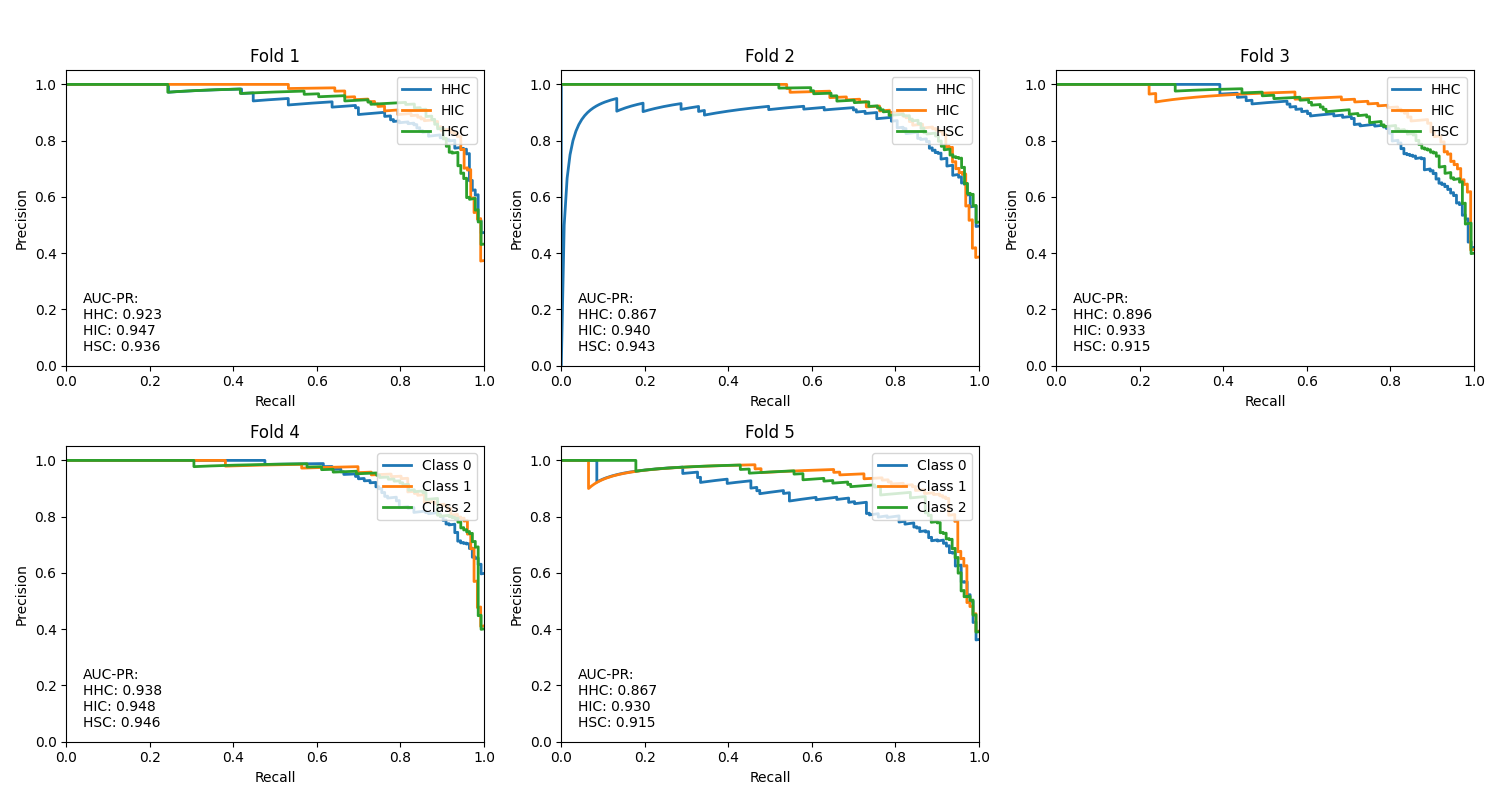 Fold 1
Precision
1.0
0.8
0.6
0.4
0.2
0.0
HHC
HIC
HSC
AUC-PR:
HHC: 0.923
HIC: 0.947
HSC: 0.936
0.0 0.2 0.4 0.6 0.8 1.0
Recall
Fold 2
Precision
1.0
0.8
0.6
0.4
0.2
0.0
HHC
HIC
HSC
AUC-PR:
HHC: 0.867
HIC: 0.940
HSC: 0.943
0.0 0.2 0.4 0.6 0.8 1.0
Recall
Fold 3
Precision
1.0
0.8
0.6
0.4
0.2
0.0
HHC
HIC
HSC
AUC-PR:
HHC: 0.896
HIC: 0.933
HSC: 0.915
0.0 0.2 0.4 0.6 0.8 1.0
Recall
Fold 4
Precision
1.0
0.8
0.6
0.4
0.2
0.0
Class 0
Class 1
Class 2
AUC-PR:
HHC: 0.938
HIC: 0.948
HSC: 0.946
0.0 0.2 0.4 0.6 0.8 1.0
Recall
Fold 5
Precision
1.0
0.8
0.6
0.4
0.2
0.0
Class 0
Class 1
Class 2
AUC-PR:
HHC: 0.867
HIC: 0.930
HSC: 0.915
0.0 0.2 0.4 0.6 0.8 1.0
Recall